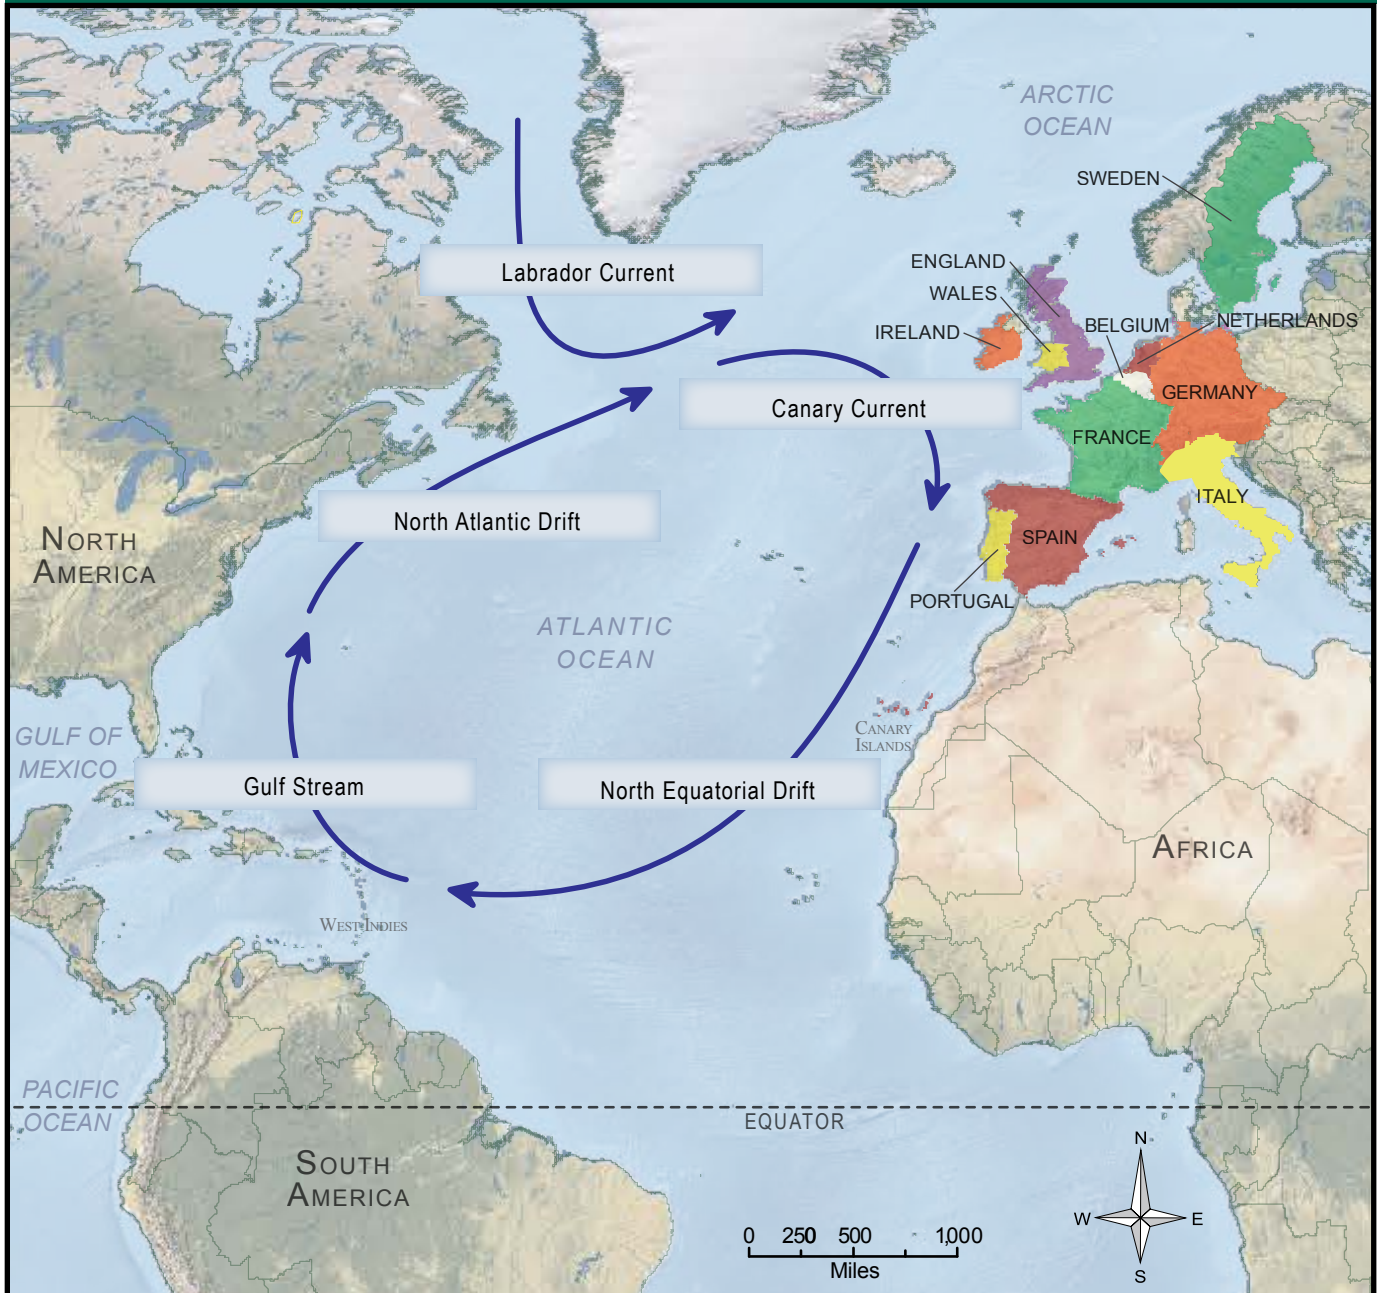 ARCTIC
OCEAN
SWEDEN
ENGLAND
WALES
IRELAND
BELGIUM
NETHERLANDS
GERMANY
FRANCE
ITALY
SPAIN
PORTUGAL
Labrador Current
Canary Current
North Atlantic Drift
NORTH
AMERICA
ATLANTIC
OCEAN
GULF OF
MEXICO
CANARY
ISLANDS
Gulf Stream
North Equatorial Drift
AFRICA
WEST INDIES
PACIFIC
OCEAN
EQUATOR
SOUTH
AMERICA
N
W
E
S
0 250 500 1,000
Miles